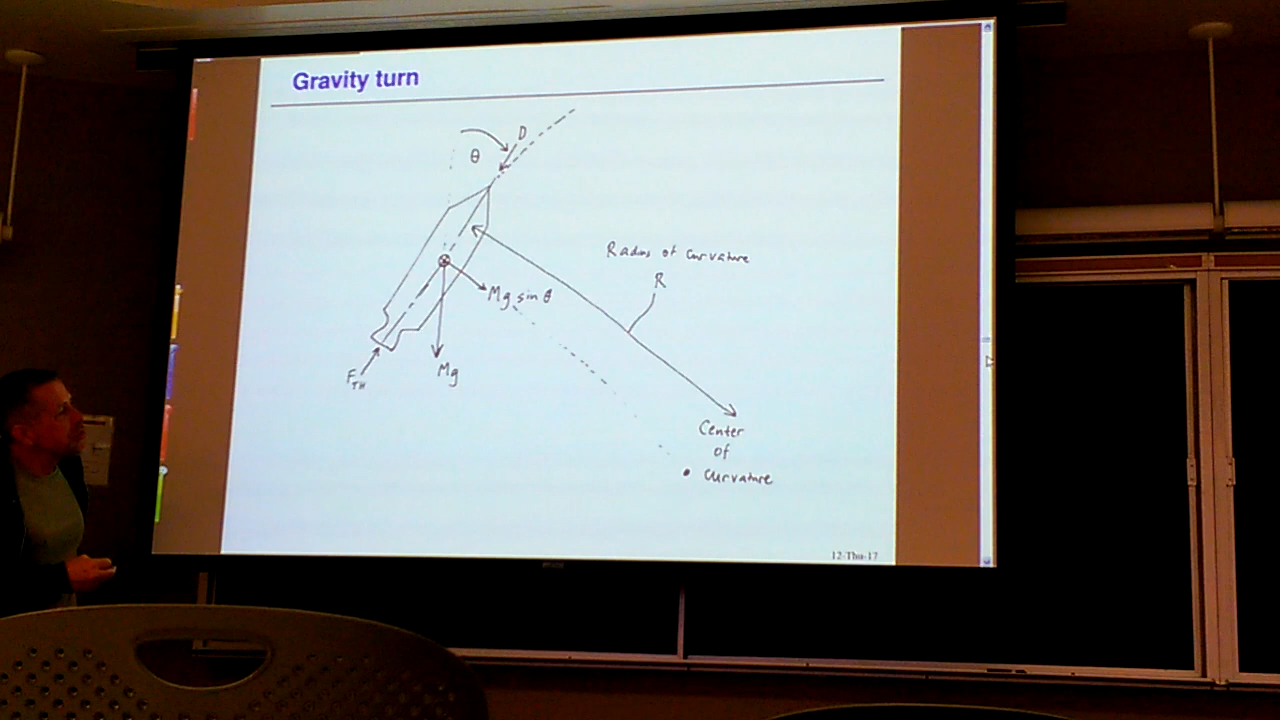 Gravity turn
D
θ
Radius of curvature
R
Mg sin θ
Mg
F_TH
Center
of
curvature
12-Thu-17